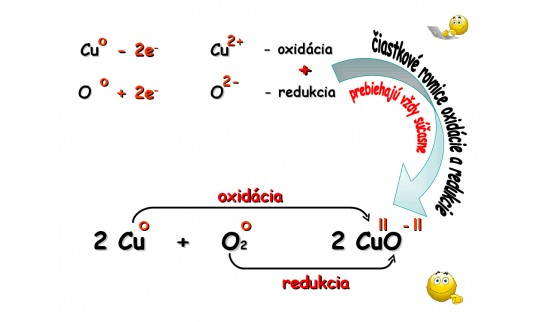 Cu⁰ - 2e⁻ Cu²⁺ - oxidácia
+
O⁰ + 2e⁻ O²⁻ - redukcia
čiastkové rovnice oxidácie a redukcie
prebiehajú vždy súčasne
oxidácia
2 Cu⁰ + O₂⁰ 2 Cu^II O^-II
redukcia